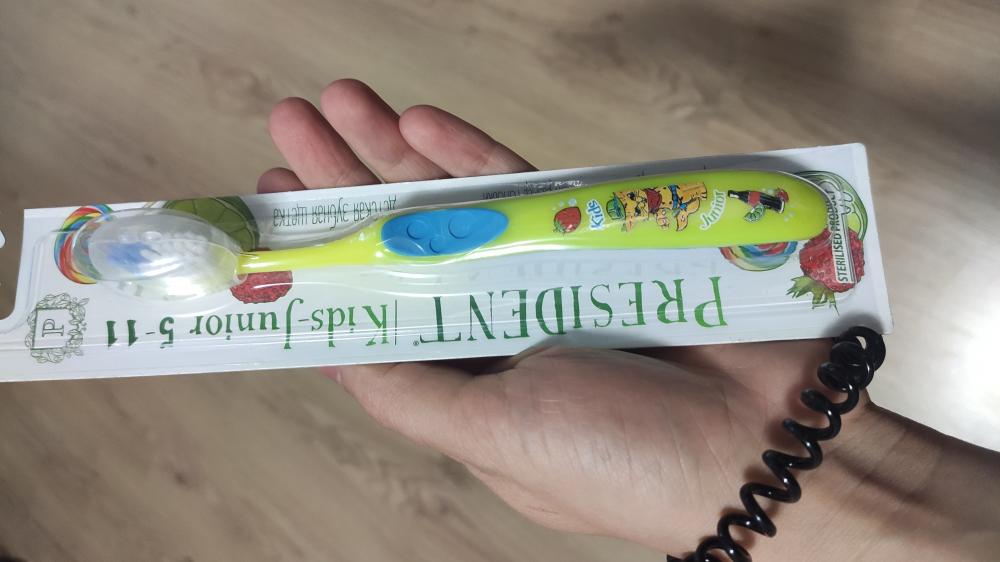 PRESIDENT® | Kids-Junior 5-11
P
детская зубная щетка
Kids
Junior
STERILISED PRODUCT